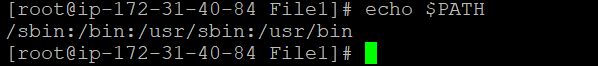 [root@ip-172-31-40-84 File1]# echo $PATH
/sbin:/bin:/usr/sbin:/usr/bin
[root@ip-172-31-40-84 File1]#